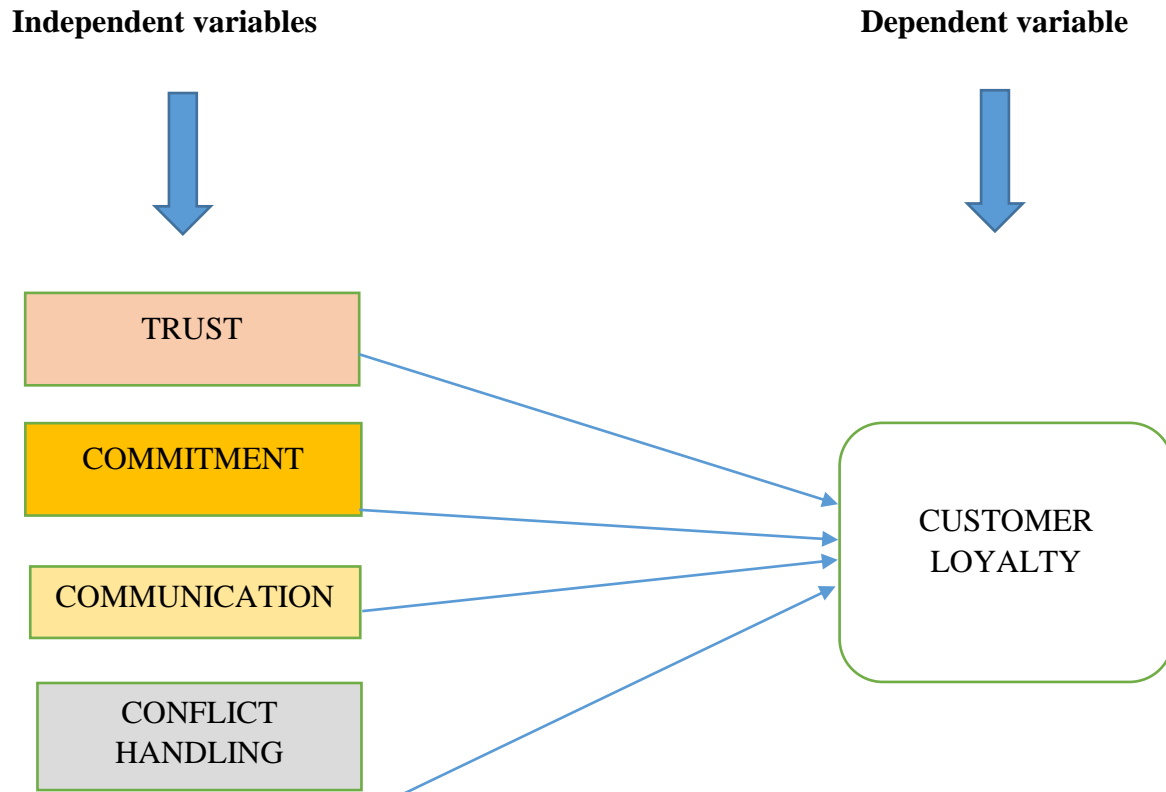 Independent variables
Dependent variable
TRUST
COMMITMENT
COMMUNICATION
CONFLICT
HANDLING
CUSTOMER
LOYALTY